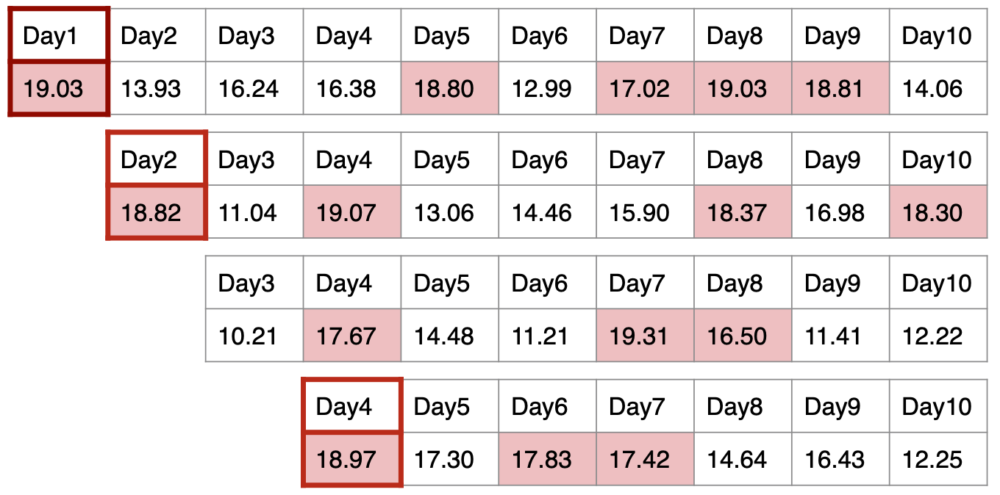 Day1 Day2 Day3 Day4 Day5 Day6 Day7 Day8 Day9 Day10
19.03 13.93 16.24 16.38 18.80 12.99 17.02 19.03 18.81 14.06
Day2 Day3 Day4 Day5 Day6 Day7 Day8 Day9 Day10
18.82 11.04 19.07 13.06 14.46 15.90 18.37 16.98 18.30
Day3 Day4 Day5 Day6 Day7 Day8 Day9 Day10
10.21 17.67 14.48 11.21 19.31 16.50 11.41 12.22
Day4 Day5 Day6 Day7 Day8 Day9 Day10
18.97 17.30 17.83 17.42 14.64 16.43 12.25